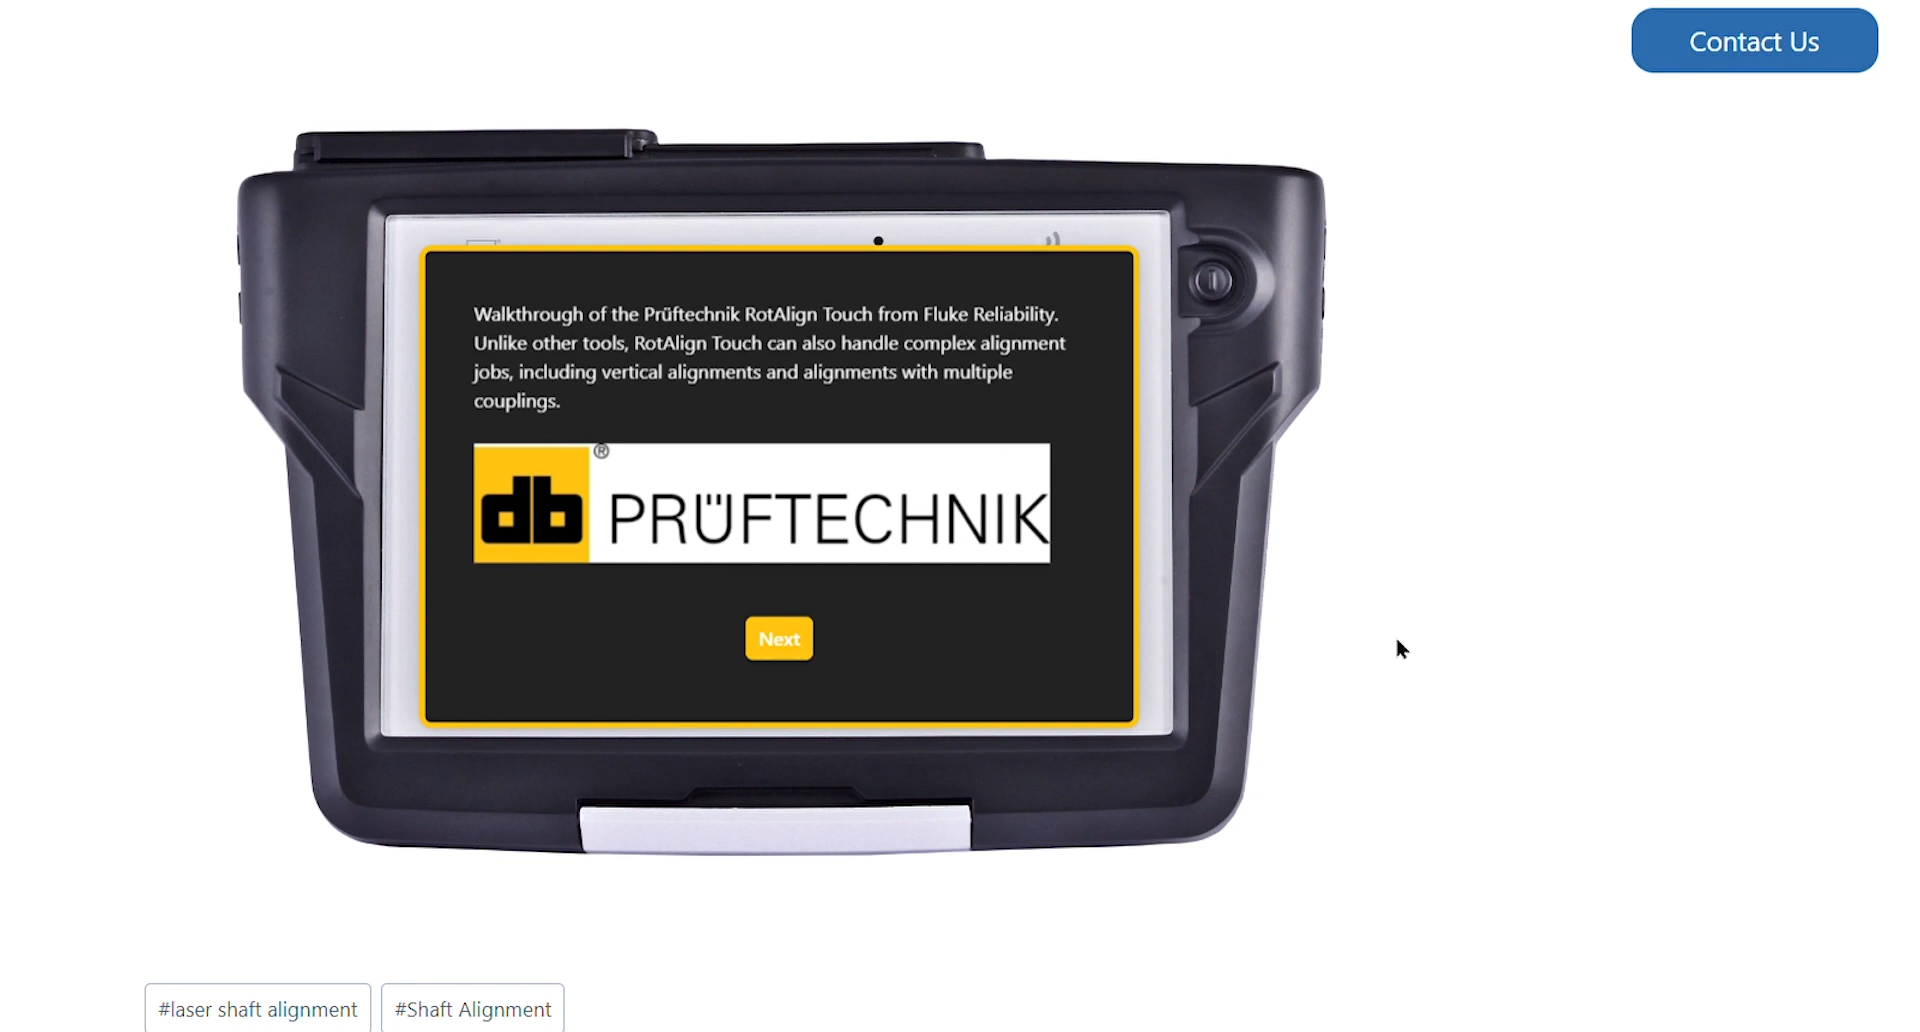 Contact Us
Walkthrough of the Prüftechnik RotAlign Touch from Fluke Reliability.
Unlike other tools, RotAlign Touch can also handle complex alignment
jobs, including vertical alignments and alignments with multiple
couplings.
db® PRÜFTECHNIK
Next
#laser shaft alignment #Shaft Alignment